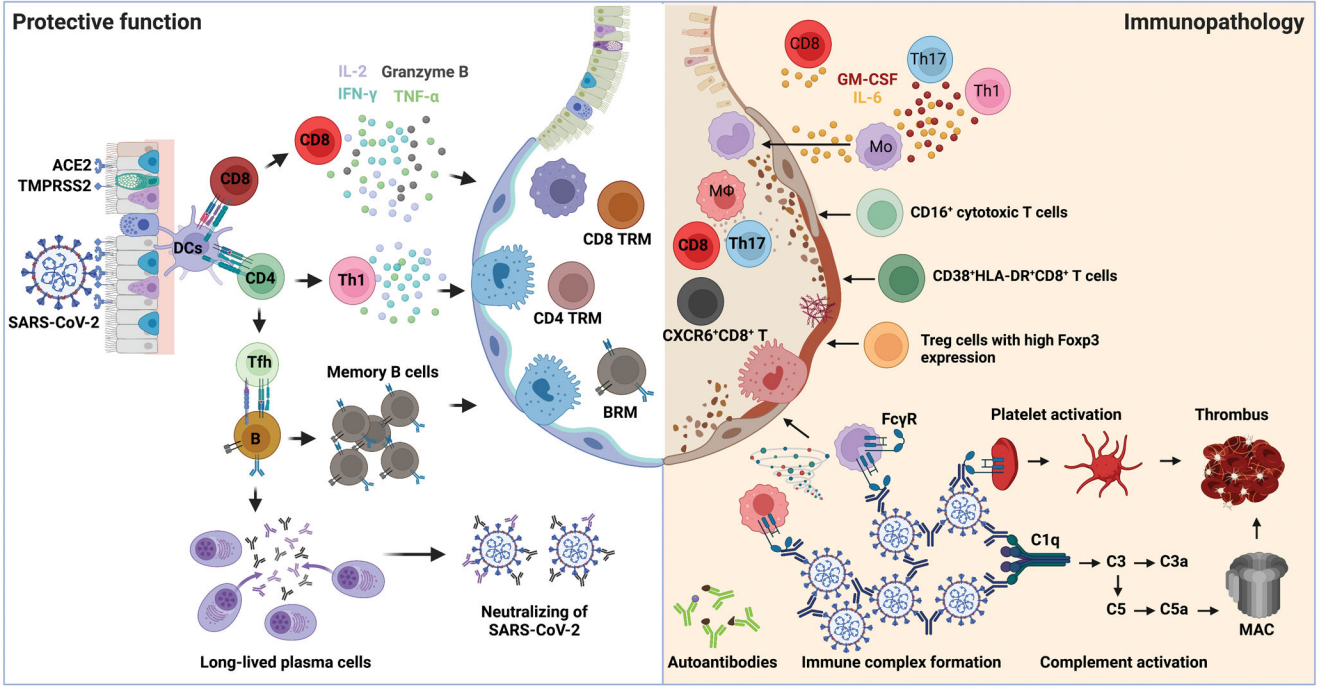 Protective function
IL-2 Granzyme B
IFN-γ TNF-α
ACE2
TMPRSS2
CD8
CD8
DCs
CD4
Th1
SARS-CoV-2
CD8 TRM
CD4 TRM
BRM
Tfh
B
Memory B cells
Long-lived plasma cells
Neutralizing of
SARS-CoV-2
Immunopathology
CD8
Th17
Th1
GM-CSF
IL-6
Mo
MΦ
CD8
Th17
CXCR6⁺CD8⁺ T
CD16⁺ cytotoxic T cells
CD38⁺HLA-DR⁺CD8⁺ T cells
Treg cells with high Foxp3
expression
FcγR
Platelet activation
Thrombus
C1q
C3
C3a
C5
C5a
MAC
Autoantibodies
Immune complex formation
Complement activation